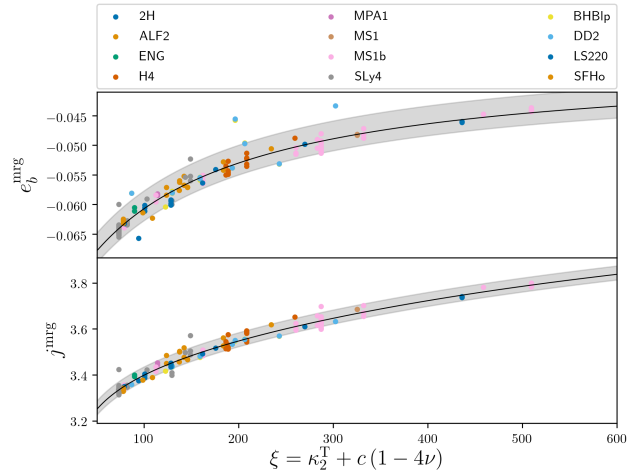 2H MPA1 BHBlp
ALF2 MS1 DD2
ENG MS1b LS220
H4 SLy4 SFHo
−0.045
−0.050
−0.055
−0.060
−0.065
e_b^mrg
3.8
3.6
3.4
3.2
j^mrg
100 200 300 400 500 600
ξ = κ₂ᵀ + c (1 − 4ν)